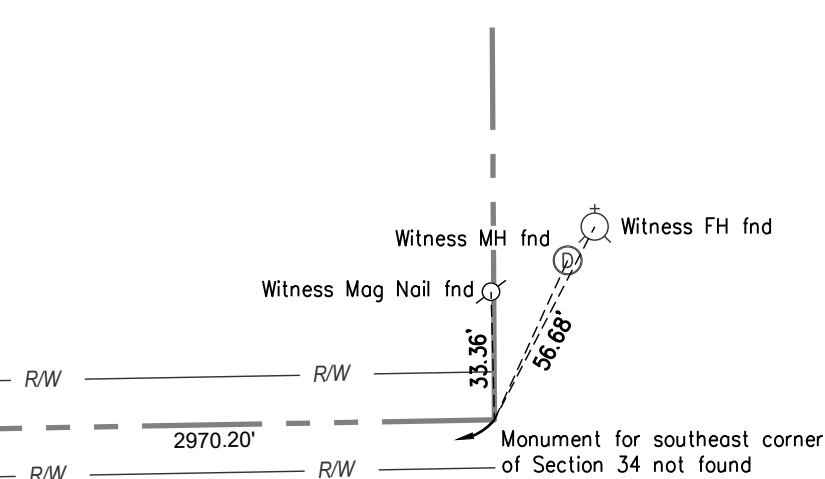 Witness FH fnd
Witness MH fnd
D
Witness Mag Nail fnd
33.36'
56.68'
R/W
R/W
2970.20'
Monument for southeast corner
of Section 34 not found
R/W
R/W